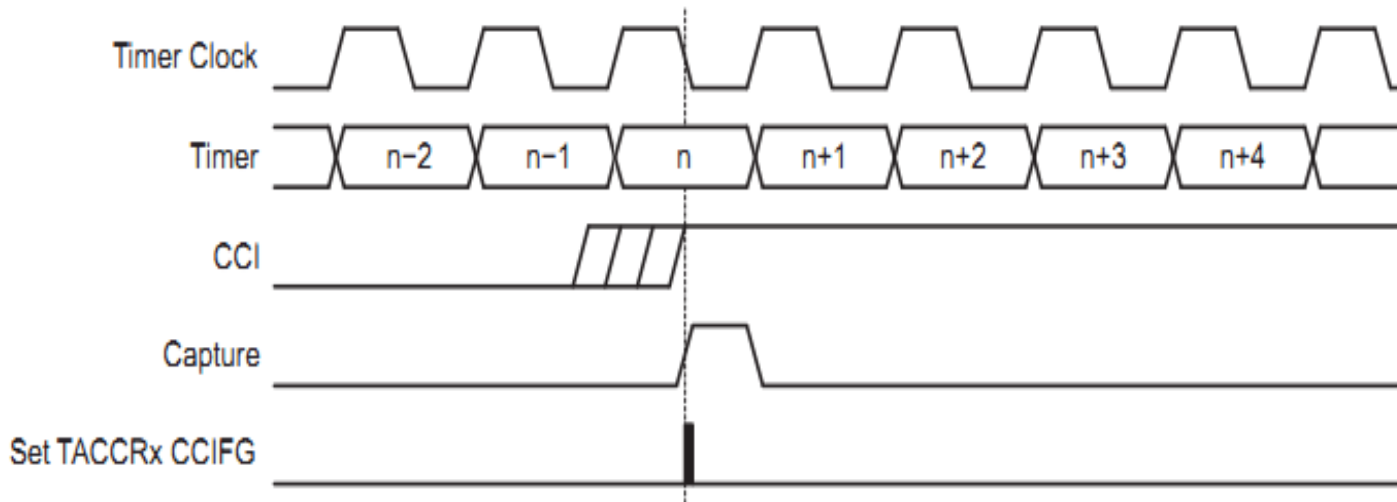 Timer Clock
Timer n−2 n−1 n n+1 n+2 n+3 n+4
CCI
Capture
Set TACCRx CCIFG